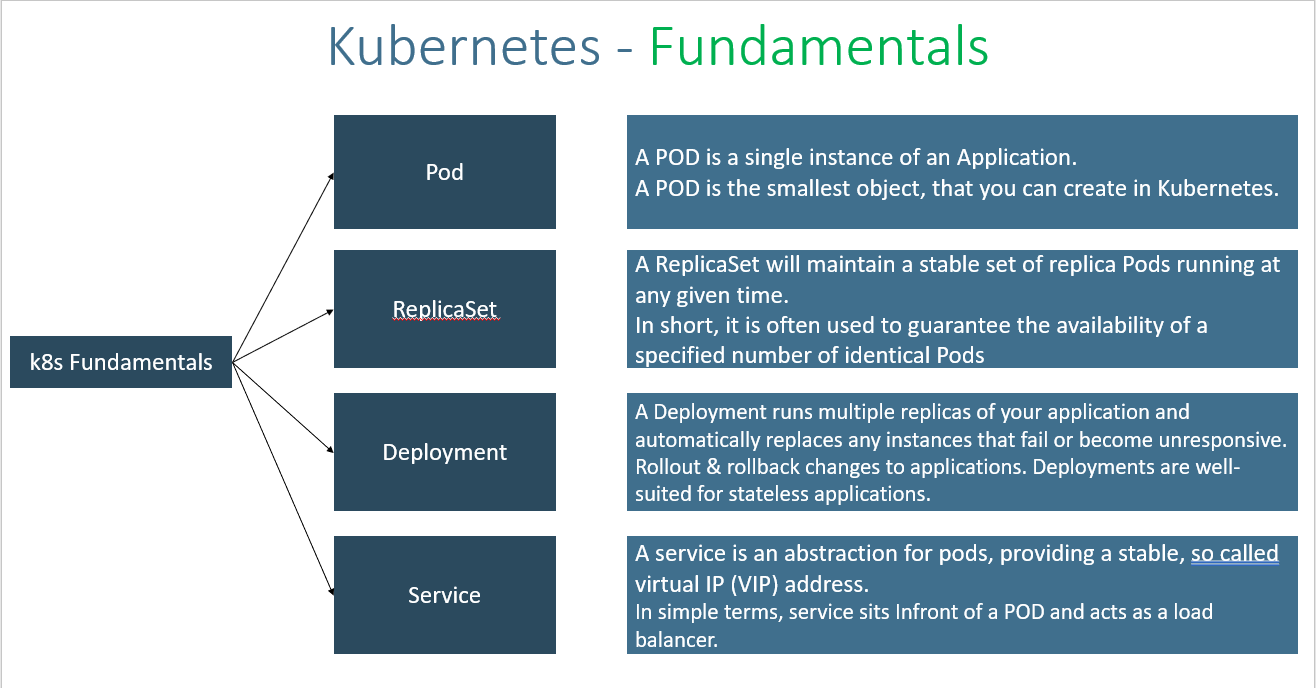 Kubernetes - Fundamentals
Pod
A POD is a single instance of an Application.
A POD is the smallest object, that you can create in Kubernetes.
ReplicaSet
A ReplicaSet will maintain a stable set of replica Pods running at
any given time.
In short, it is often used to guarantee the availability of a
specified number of identical Pods
k8s Fundamentals
Deployment
A Deployment runs multiple replicas of your application and
automatically replaces any instances that fail or become unresponsive.
Rollout & rollback changes to applications. Deployments are well-
suited for stateless applications.
Service
A service is an abstraction for pods, providing a stable, so called
virtual IP (VIP) address.
In simple terms, service sits Infront of a POD and acts as a load
balancer.